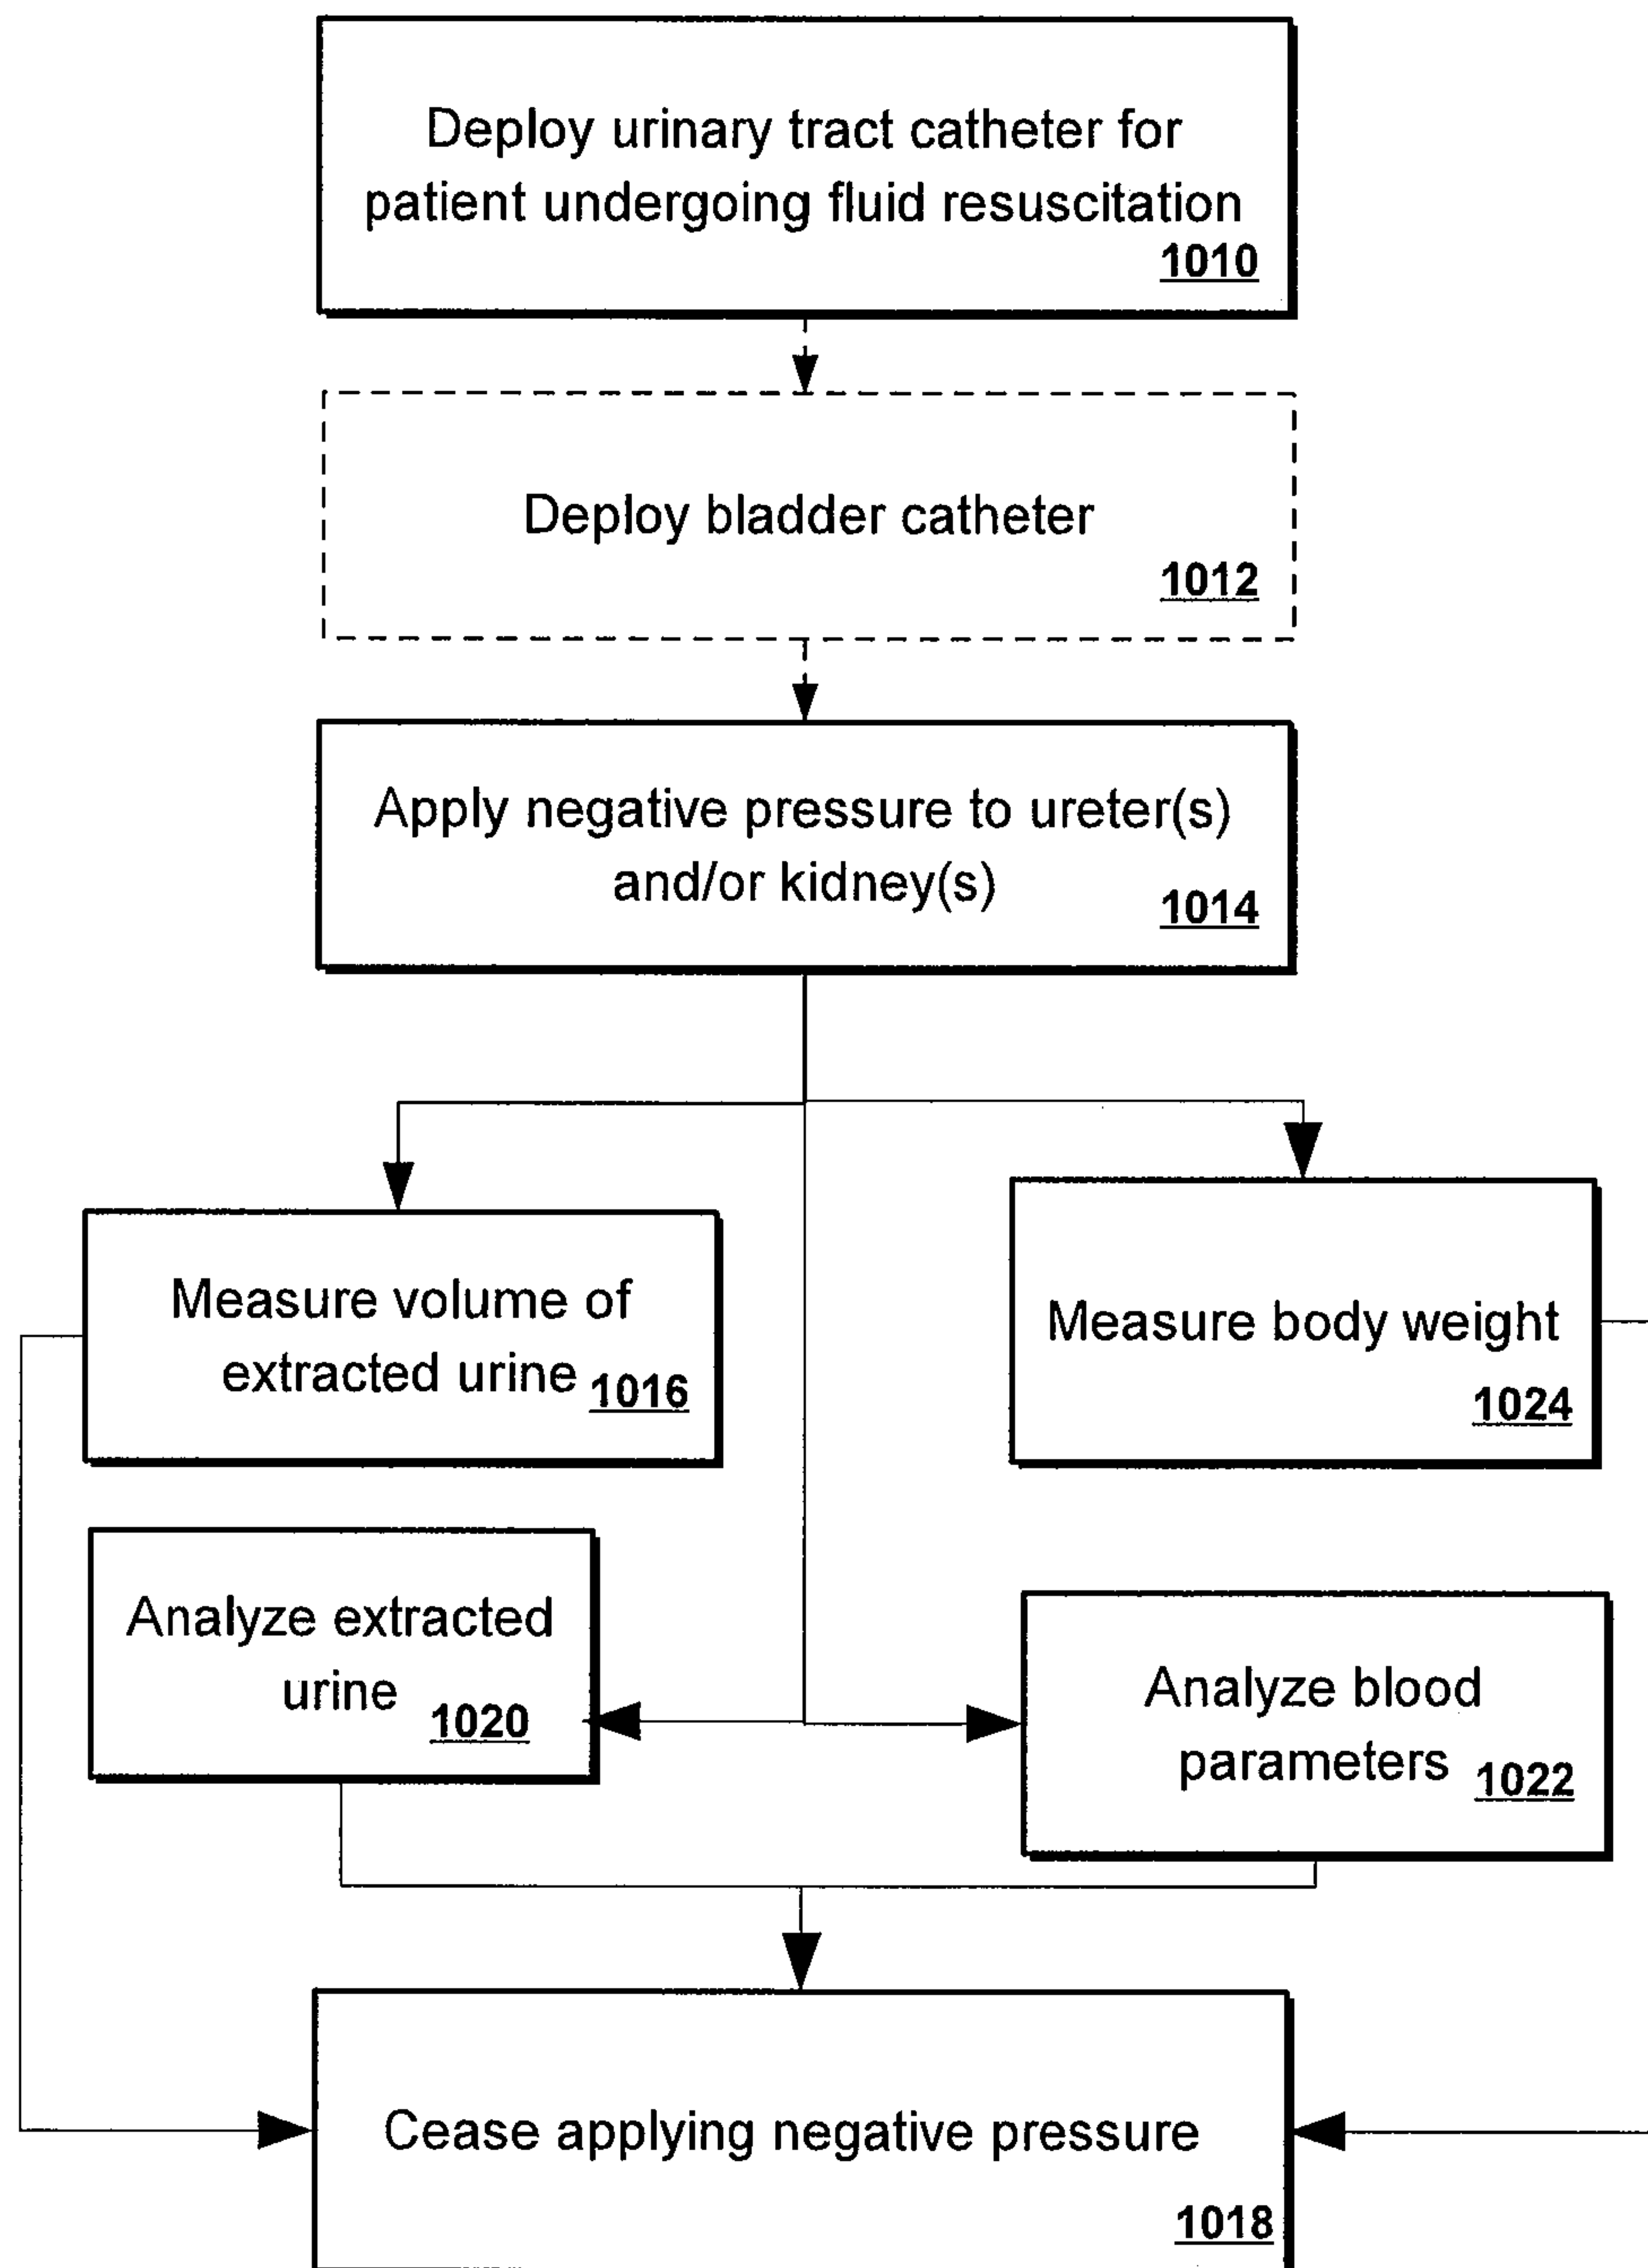 Deploy urinary tract catheter for
patient undergoing fluid resuscitation
1010
Deploy bladder catheter
1012
Apply negative pressure to ureter(s)
and/or kidney(s)
1014
Measure volume of
extracted urine 1016
Measure body weight
1024
Analyze extracted
urine 1020
Analyze blood
parameters 1022
Cease applying negative pressure
1018